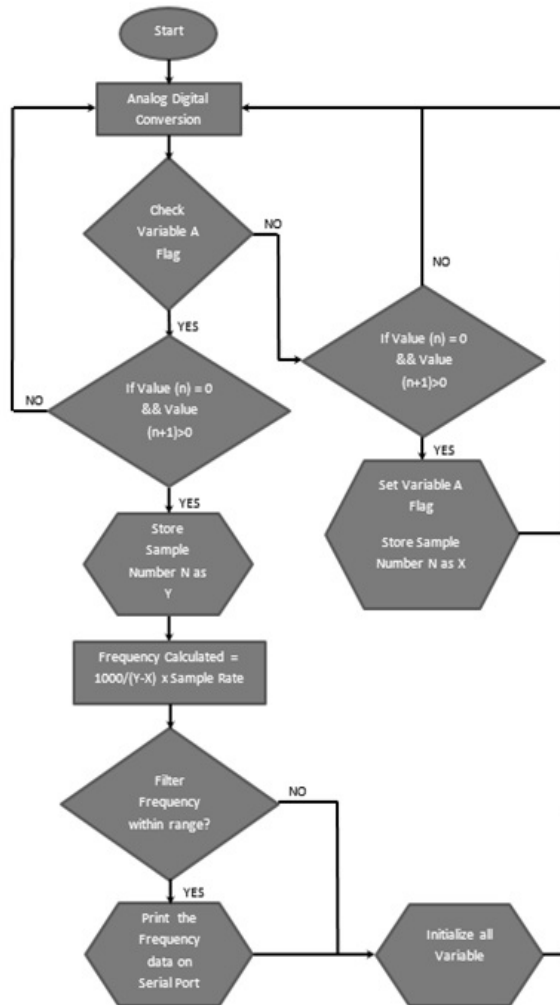 Start
Analog Digital
Conversion
Check
Variable A
Flag
NO
YES
NO
If Value (n) = 0
&& Value
(n+1)>0
NO
If Value (n) = 0
&& Value
(n+1)>0
YES
YES
Set Variable A
Flag
Store Sample
Number N as X
Store
Sample
Number N as
Y
Frequency Calculated =
1000/(Y-X) x Sample Rate
Filter
Frequency
within range?
NO
YES
Print the
Frequency
data on
Serial Port
Initialize all
Variable